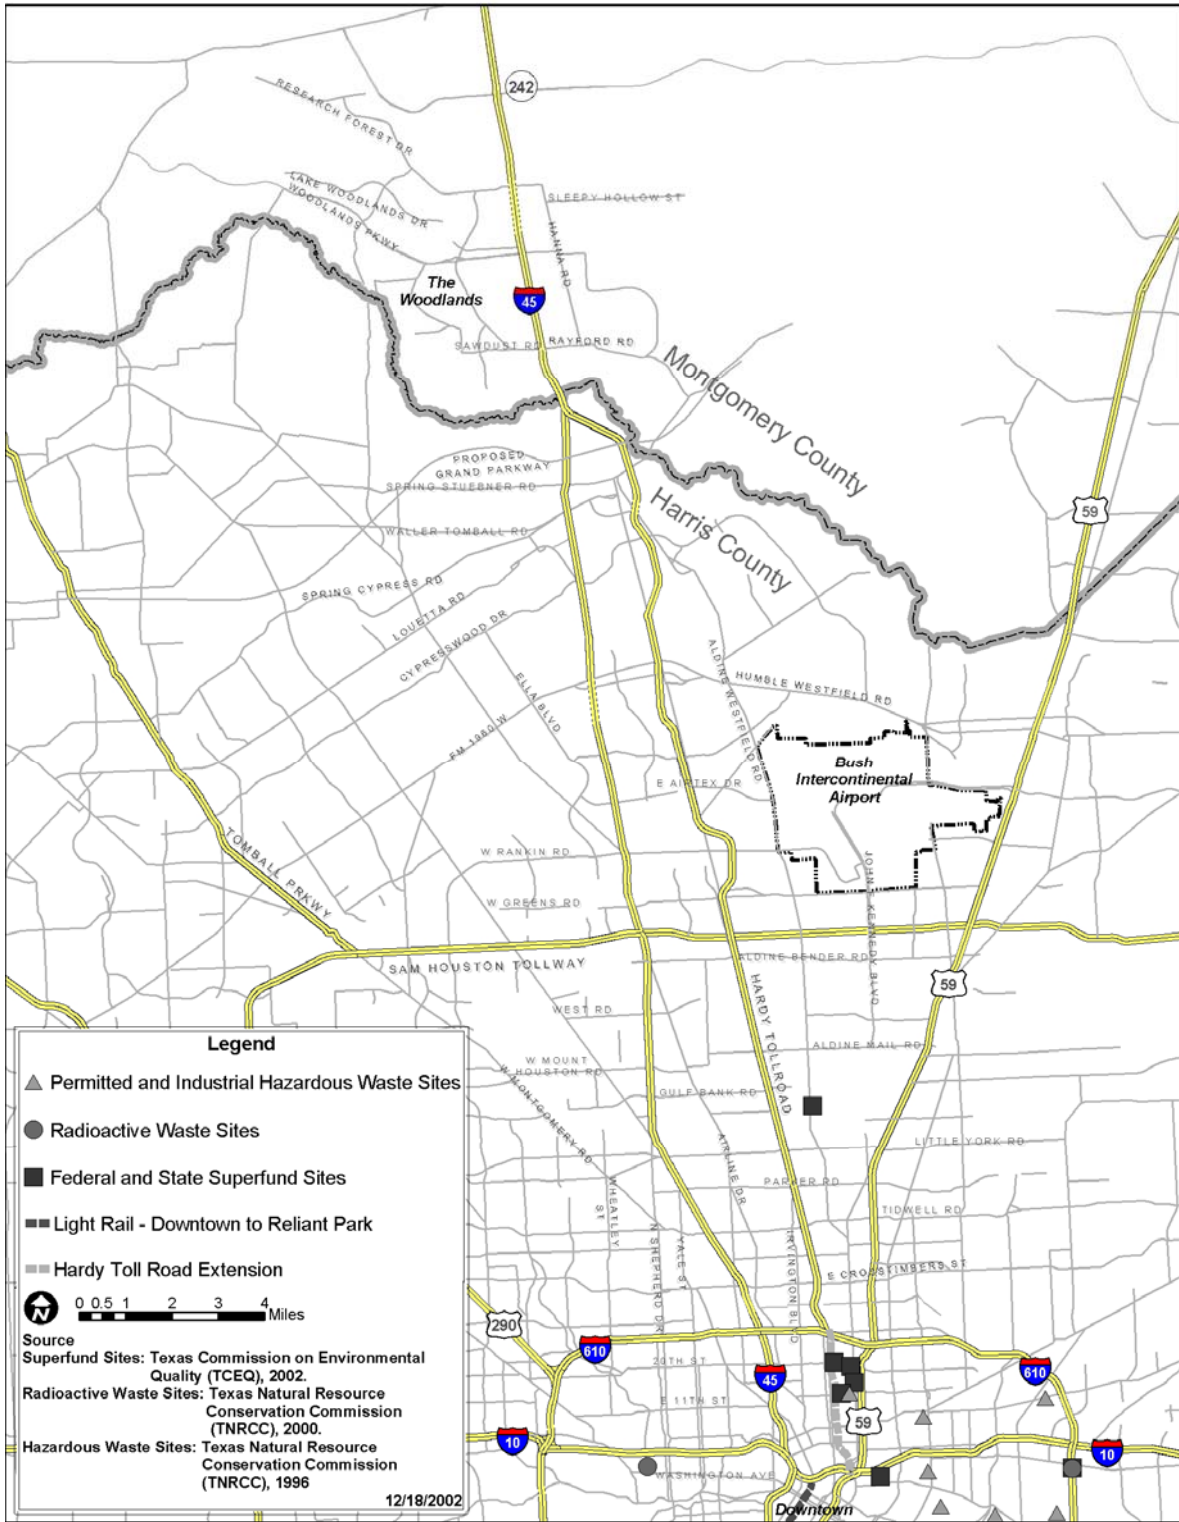 242
RESEARCH FOREST DR
LAKE WOODLANDS DR
WOODLANDS PKWY
SLEEPY HOLLOW ST
HANNA RD
The
Woodlands
45
SAWDUST RD
RAYFORD RD
Montgomery County
PROPOSED
GRAND PARKWAY
SPRING STUEBNER RD
Harris County
59
WALLER TOMBALL RD
SPRING CYPRESS RD
LOUETTA RD
CYPRESSWOOD DR
ALDINE WESTFIELD RD
HUMBLE WESTFIELD RD
ELLA BLVD
FM 1960 W
E AIRTEX DR
Bush
Intercontinental
Airport
TOMBALL PRKWY
W RANKIN RD
JOHN F KENNEDY BLVD
W GREENS RD
SAM HOUSTON TOLLWAY
ALDINE BENDER RD
59
HARDY TOLLROAD
WEST RD
ALDINE MAIL RD
W MOUNT
HOUSTON RD
W MONTGOMERY RD
GULF BANK RD
AIRLINE DR
LITTLE YORK RD
PARKER RD
WHEATLEY
ST
TIDWELL RD
N SHEPHERD DR
YALE ST
IRVINGTON BLVD
E CROSSTIMBERS ST
290
610
20TH ST
45
610
E 11TH ST
59
10
10
WASHINGTON AVE
Downtown
Legend
Permitted and Industrial Hazardous Waste Sites
Radioactive Waste Sites
Federal and State Superfund Sites
Light Rail - Downtown to Reliant Park
Hardy Toll Road Extension
N
0 0.5 1 2 3 4
Miles
Source
Superfund Sites: Texas Commission on Environmental
Quality (TCEQ), 2002.
Radioactive Waste Sites: Texas Natural Resource
Conservation Commission
(TNRCC), 2000.
Hazardous Waste Sites: Texas Natural Resource
Conservation Commission
(TNRCC), 1996
12/18/2002